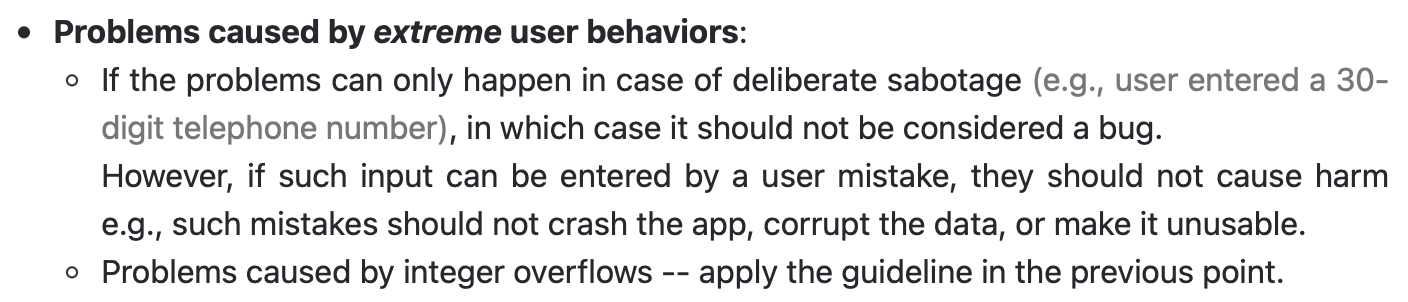 • Problems caused by extreme user behaviors:
◦ If the problems can only happen in case of deliberate sabotage (e.g., user entered a 30-
digit telephone number), in which case it should not be considered a bug.
However, if such input can be entered by a user mistake, they should not cause harm
e.g., such mistakes should not crash the app, corrupt the data, or make it unusable.
◦ Problems caused by integer overflows -- apply the guideline in the previous point.